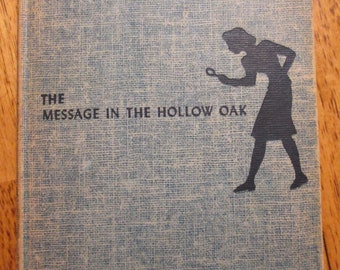 THE
MESSAGE IN THE HOLLOW OAK